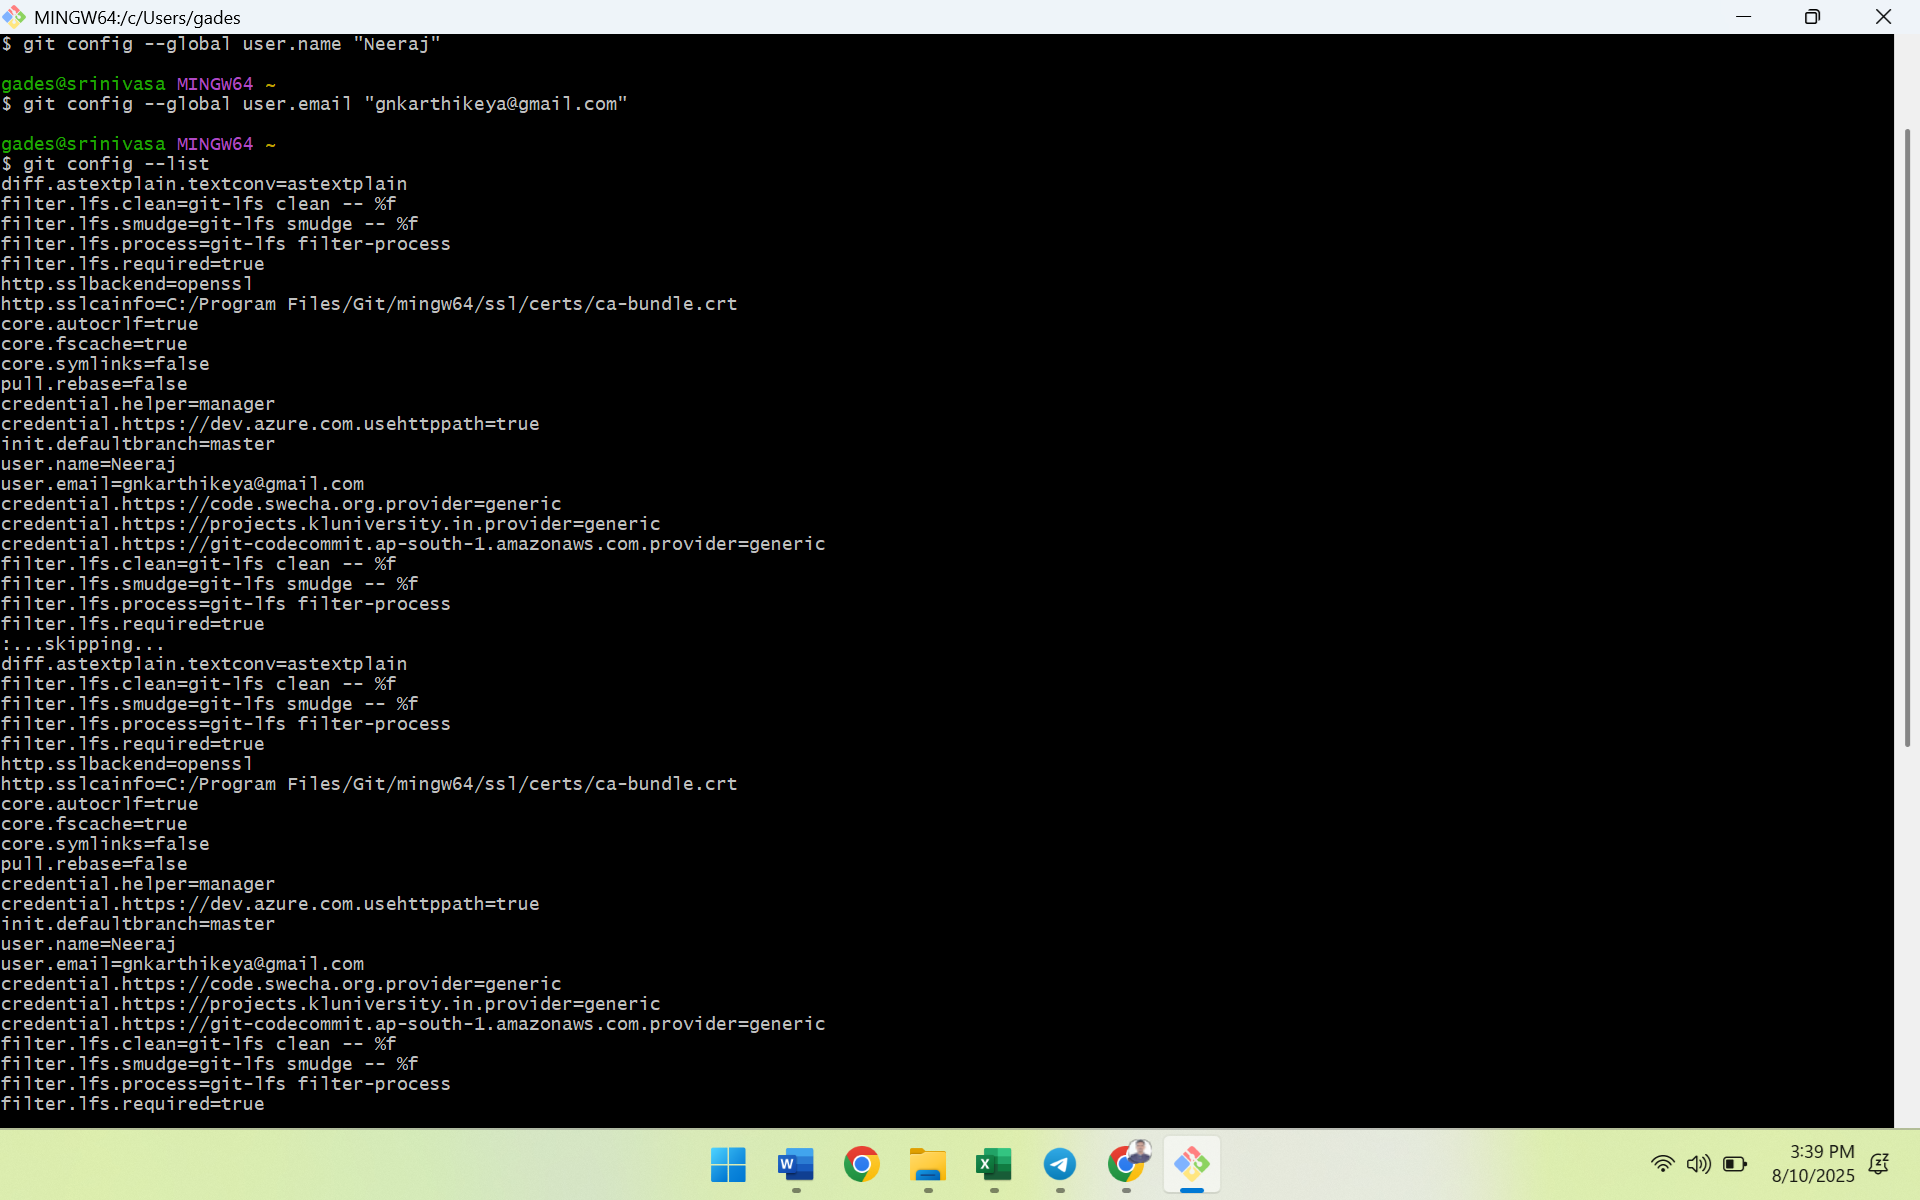 MINGW64:/c/Users/gades
$ git config --global user.name "Neeraj"
gades@srinivasa MINGW64 ~
$ git config --global user.email "gnkarthikeya@gmail.com"
gades@srinivasa MINGW64 ~
$ git config --list
diff.astextplain.textconv=astextplain
filter.lfs.clean=git-lfs clean -- %f
filter.lfs.smudge=git-lfs smudge -- %f
filter.lfs.process=git-lfs filter-process
filter.lfs.required=true
http.sslbackend=openssl
http.sslcainfo=C:/Program Files/Git/mingw64/ssl/certs/ca-bundle.crt
core.autocrlf=true
core.fscache=true
core.symlinks=false
pull.rebase=false
credential.helper=manager
credential.https://dev.azure.com.usehttppath=true
init.defaultbranch=master
user.name=Neeraj
user.email=gnkarthikeya@gmail.com
credential.https://code.swecha.org.provider=generic
credential.https://projects.kluniversity.in.provider=generic
credential.https://git-codecommit.ap-south-1.amazonaws.com.provider=generic
filter.lfs.clean=git-lfs clean -- %f
filter.lfs.smudge=git-lfs smudge -- %f
filter.lfs.process=git-lfs filter-process
filter.lfs.required=true
:...skipping...
diff.astextplain.textconv=astextplain
filter.lfs.clean=git-lfs clean -- %f
filter.lfs.smudge=git-lfs smudge -- %f
filter.lfs.process=git-lfs filter-process
filter.lfs.required=true
http.sslbackend=openssl
http.sslcainfo=C:/Program Files/Git/mingw64/ssl/certs/ca-bundle.crt
core.autocrlf=true
core.fscache=true
core.symlinks=false
pull.rebase=false
credential.helper=manager
credential.https://dev.azure.com.usehttppath=true
init.defaultbranch=master
user.name=Neeraj
user.email=gnkarthikeya@gmail.com
credential.https://code.swecha.org.provider=generic
credential.https://projects.kluniversity.in.provider=generic
credential.https://git-codecommit.ap-south-1.amazonaws.com.provider=generic
filter.lfs.clean=git-lfs clean -- %f
filter.lfs.smudge=git-lfs smudge -- %f
filter.lfs.process=git-lfs filter-process
filter.lfs.required=true
W
X
3:39 PM
8/10/2025